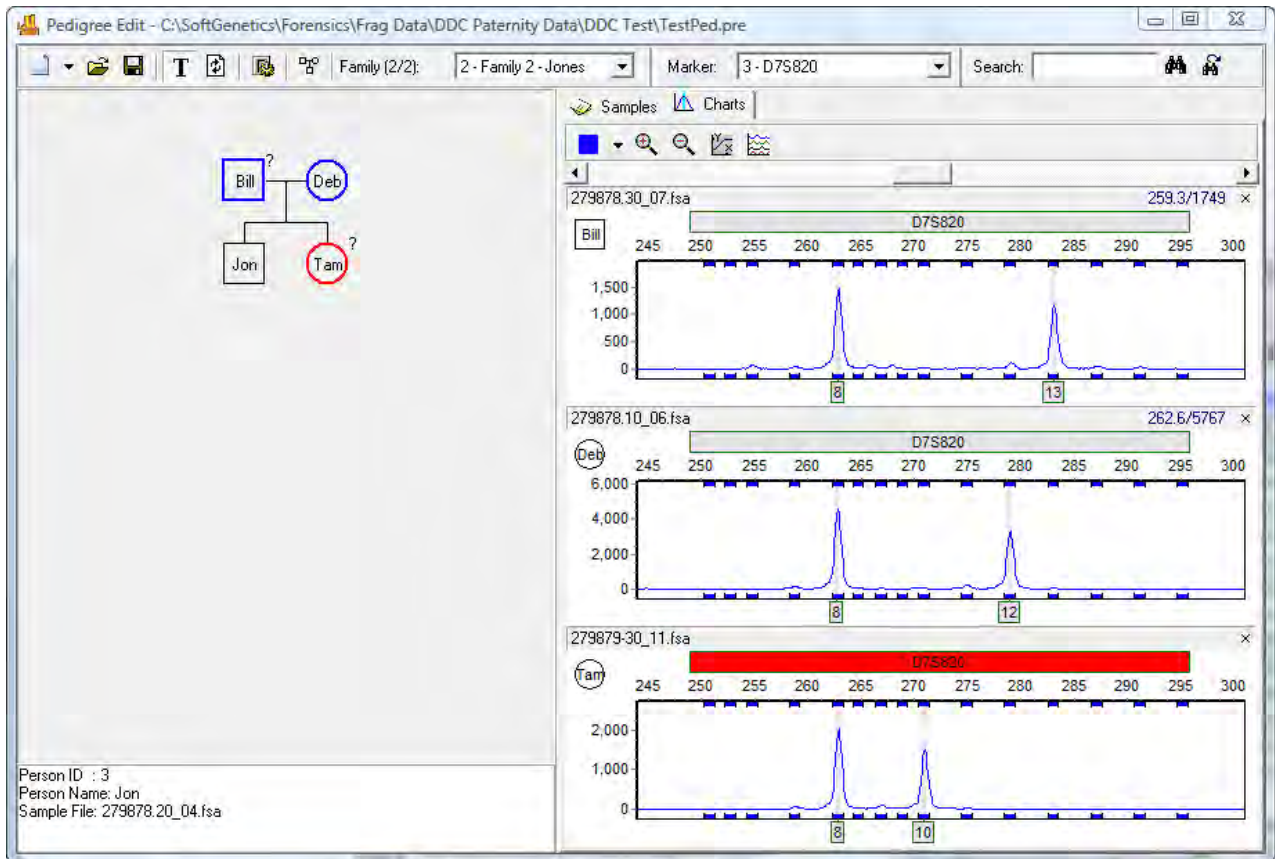 Pedigree Edit - C:\SoftGenetics\Forensics\Frag Data\DDC Paternity Data\DDC Test\TestPed.pre
T Family (2/2): 2 - Family 2 - Jones Marker: 3 - D7S820 Search:
Samples Charts
Bill ? Deb
Jon Tam ?
279878.30_07.fsa 259.3/1749 ×
D7S820
Bill
245 250 255 260 265 270 275 280 285 290 295 300
1,500
1,000
500
0
8 13
279878.10_06.fsa 262.6/5767 ×
D7S820
Deb
245 250 255 260 265 270 275 280 285 290 295 300
6,000
4,000
2,000
0
8 12
279879-30_11.fsa ×
D7S820
Tam
245 250 255 260 265 270 275 280 285 290 295 300
2,000
1,000
0
8 10
Person ID : 3
Person Name: Jon
Sample File: 279878.20_04.fsa